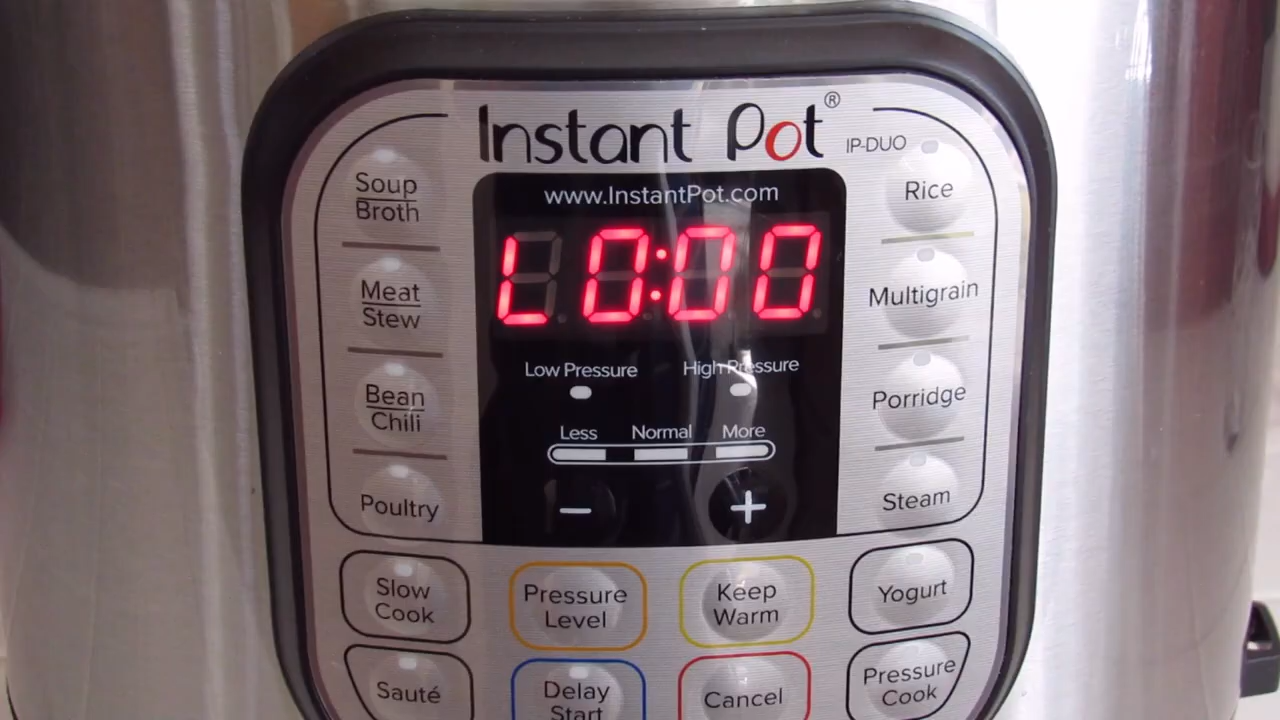 Instant Pot®
IP-DUO
www.InstantPot.com
L0:00
Low Pressure
High Pressure
Less Normal More
− +
Soup
Broth
Meat
Stew
Bean
Chili
Poultry
Rice
Multigrain
Porridge
Steam
Slow
Cook
Pressure
Level
Keep
Warm
Yogurt
Sauté
Delay
Start
Cancel
Pressure
Cook